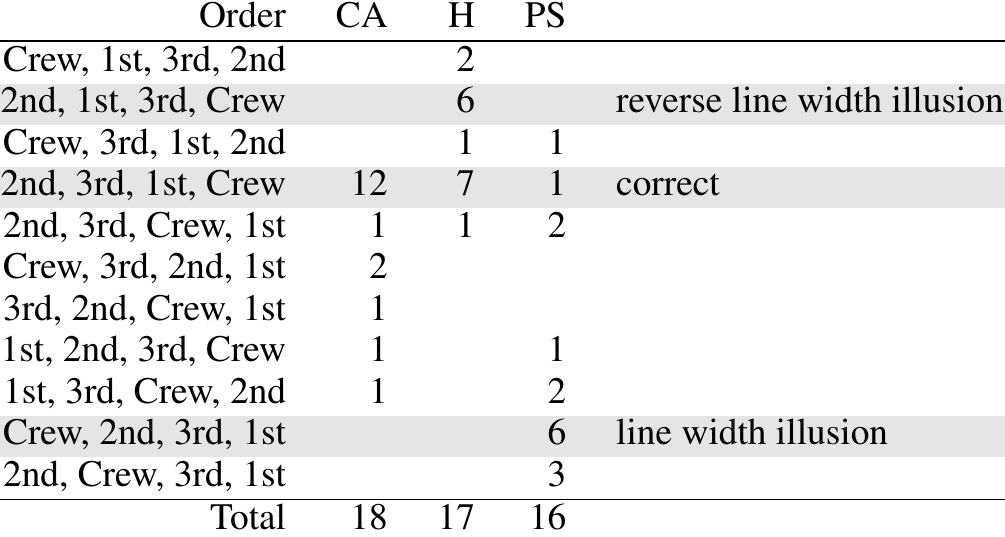 Order CA H PS
Crew, 1st, 3rd, 2nd 2
2nd, 1st, 3rd, Crew 6 reverse line width illusion
Crew, 3rd, 1st, 2nd 1 1
2nd, 3rd, 1st, Crew 12 7 1 correct
2nd, 3rd, Crew, 1st 1 1 2
Crew, 3rd, 2nd, 1st 2
3rd, 2nd, Crew, 1st 1
1st, 2nd, 3rd, Crew 1 1
1st, 3rd, Crew, 2nd 1 2
Crew, 2nd, 3rd, 1st 6 line width illusion
2nd, Crew, 3rd, 1st 3
Total 18 17 16